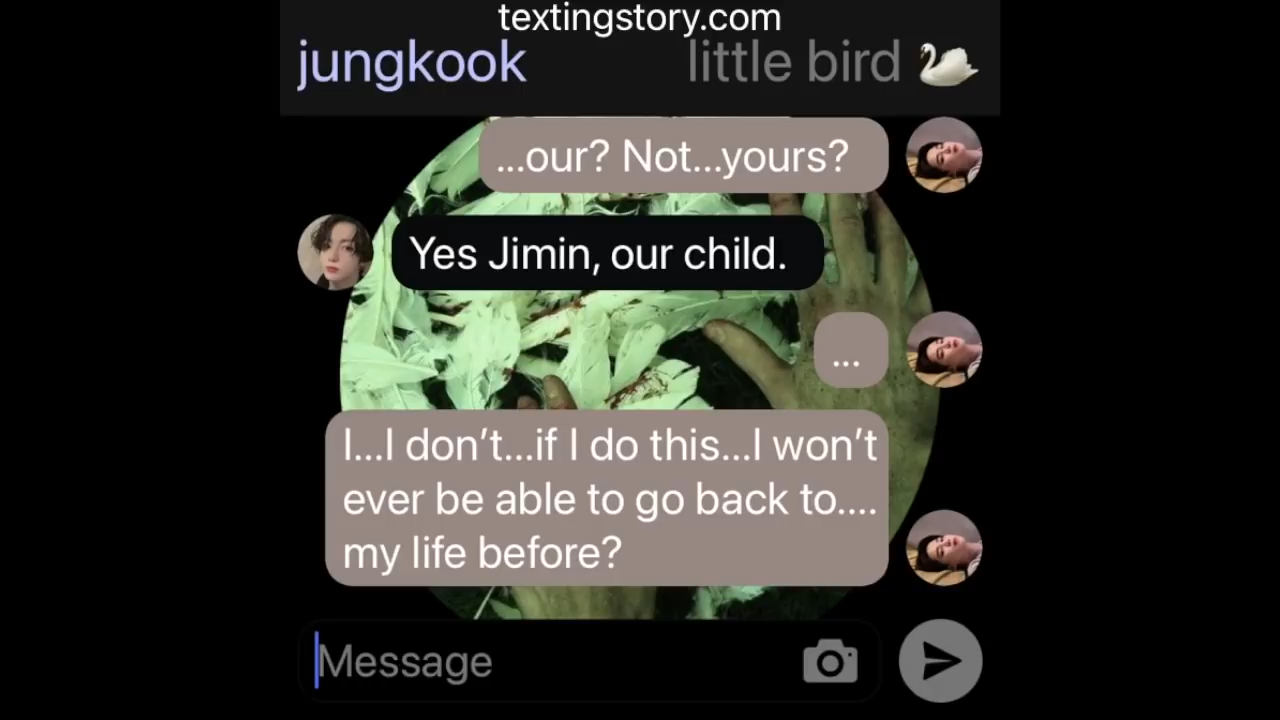 textingstory.com
jungkook little bird 🦢
...our? Not...yours?
Yes Jimin, our child.
...
I...I don’t...if I do this...I won’t
ever be able to go back to....
my life before?
Message